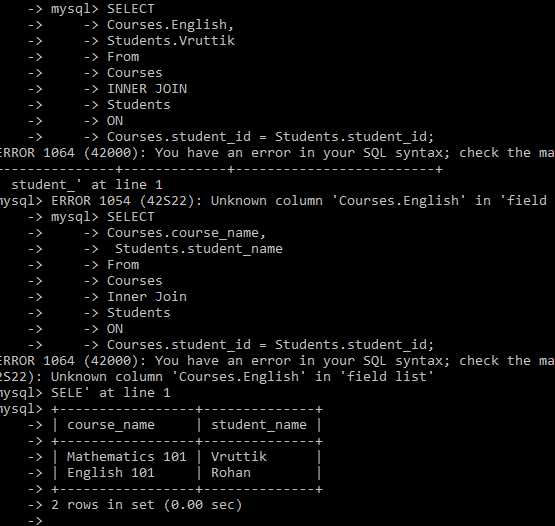 -> mysql> SELECT
-> -> Courses.English,
-> -> Students.Vruttik
-> -> From
-> -> Courses
-> -> INNER JOIN
-> -> Students
-> -> ON
-> -> Courses.student_id = Students.student_id;
ERROR 1064 (42000): You have an error in your SQL syntax; check the ma
---------------+-------------+-------------------------+
student_' at line 1
mysql> ERROR 1054 (42S22): Unknown column 'Courses.English' in 'field
-> mysql> SELECT
-> -> Courses.course_name,
-> -> Students.student_name
-> -> From
-> -> Courses
-> -> Inner Join
-> -> Students
-> -> ON
-> -> Courses.student_id = Students.student_id;
ERROR 1064 (42000): You have an error in your SQL syntax; check the ma
2S22): Unknown column 'Courses.English' in 'field list'
mysql> SELE' at line 1
mysql> +-----------------+--------------+
-> | course_name | student_name |
-> +-----------------+--------------+
-> | Mathematics 101 | Vruttik |
-> | English 101 | Rohan |
-> +-----------------+--------------+
-> 2 rows in set (0.00 sec)
->